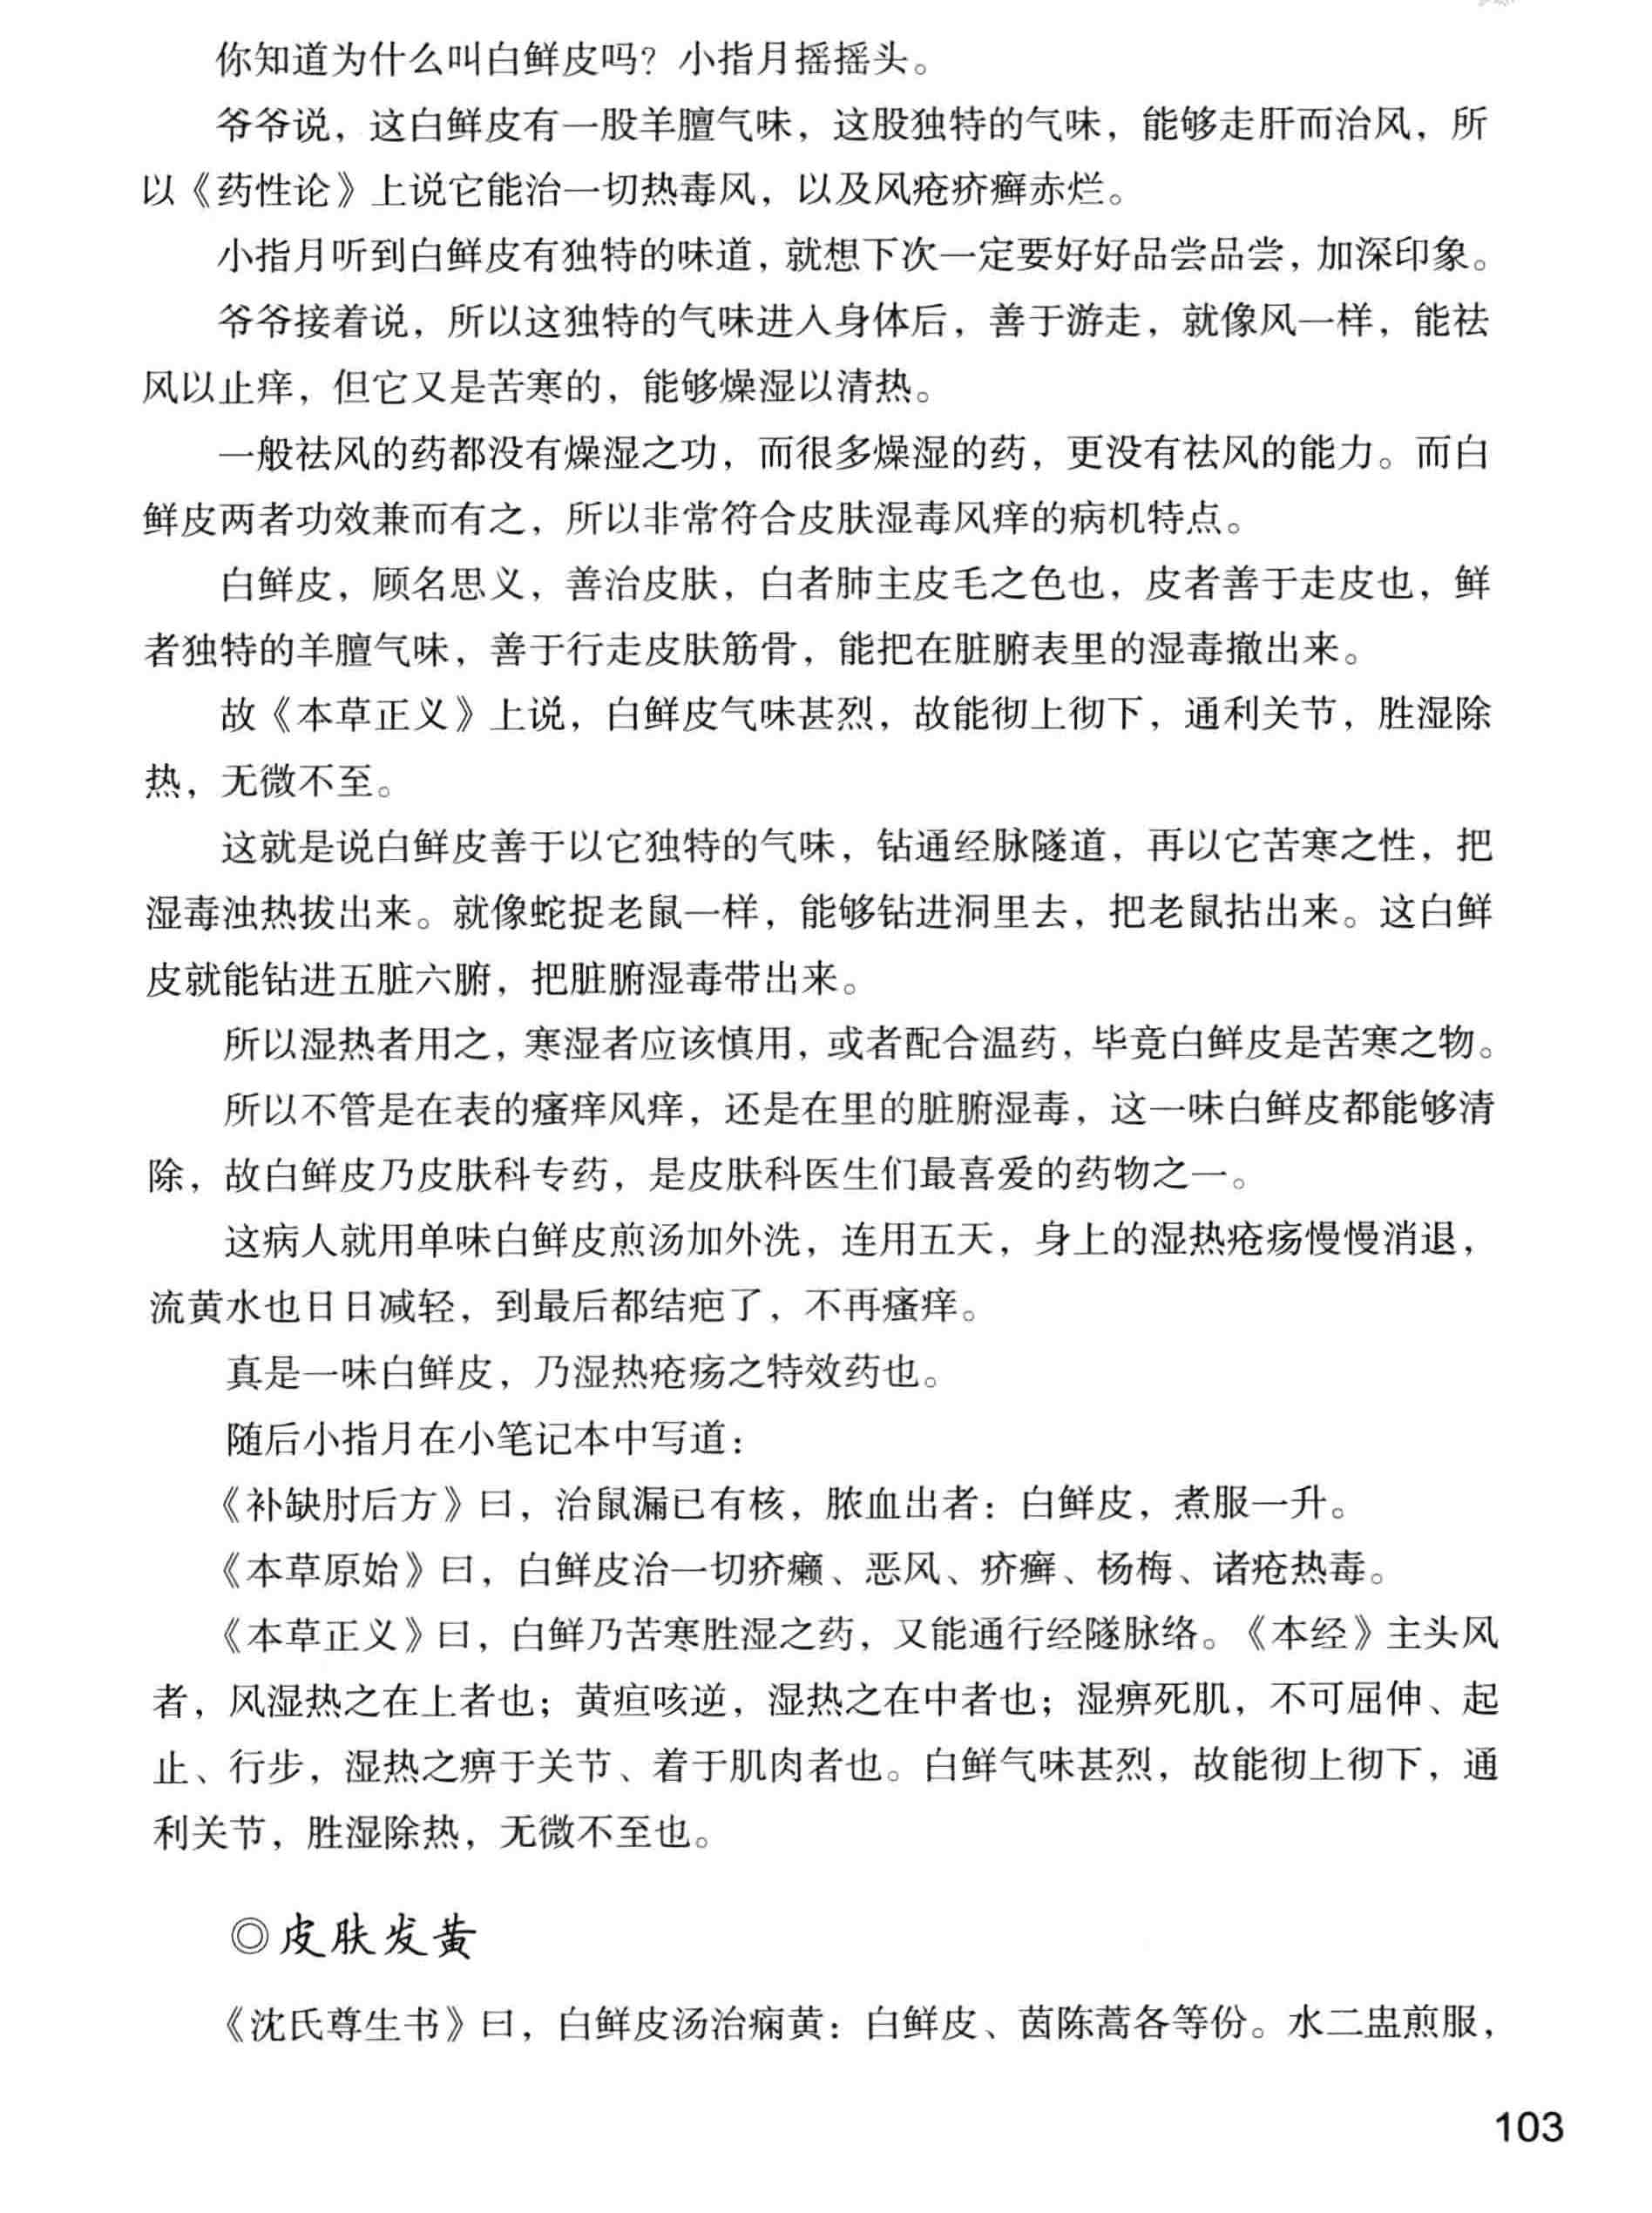 你知道为什么叫白鲜皮吗？小指月摇摇头。
爷爷说，这白鲜皮有一股羊膻气味，这股独特的气味，能够走肝而治风，所
以《药性论》上说它能治一切热毒风，以及风疮疥癣赤烂。
小指月听到白鲜皮有独特的味道，就想下次一定要好好品尝品尝，加深印象。
爷爷接着说，所以这独特的气味进入身体后，善于游走，就像风一样，能祛
风以止痒，但它又是苦寒的，能够燥湿以清热。
一般祛风的药都没有燥湿之功，而很多燥湿的药，更没有祛风的能力。而白
鲜皮两者功效兼而有之，所以非常符合皮肤湿毒风痒的病机特点。
白鲜皮，顾名思义，善治皮肤，白者肺主皮毛之色也，皮者善于走皮也，鲜
者独特的羊膻气味，善于行走皮肤筋骨，能把在脏腑表里的湿毒撤出来。
故《本草正义》上说，白鲜皮气味甚烈，故能彻上彻下，通利关节，胜湿除
热，无微不至。
这就是说白鲜皮善于以它独特的气味，钻通经脉隧道，再以它苦寒之性，把
湿毒浊热拔出来。就像蛇捉老鼠一样，能够钻进洞里去，把老鼠拈出来。这白鲜
皮就能钻进五脏六腑，把脏腑湿毒带出来。
所以湿热者用之，寒湿者应该慎用，或者配合温药，毕竟白鲜皮是苦寒之物。
所以不管是在表的瘙痒风痒，还是在里的脏腑湿毒，这一味白鲜皮都能够清
除，故白鲜皮乃皮肤科专药，是皮肤科医生们最喜爱的药物之一。
这病人就用单味白鲜皮煎汤加外洗，连用五天，身上的湿热疮疡慢慢消退，
流黄水也日日减轻，到最后都结疤了，不再瘙痒。
真是一味白鲜皮，乃湿热疮疡之特效药也。
随后小指月在小笔记本中写道：
《补缺肘后方》曰，治鼠漏已有核，脓血出者：白鲜皮，煮服一升。
《本草原始》曰，白鲜皮治一切疥癞、恶风、疥癣、杨梅、诸疮热毒。
《本草正义》曰，白鲜乃苦寒胜湿之药，又能通行经隧脉络。《本经》主头风
者，风湿热之在上者也；黄疸咳逆，湿热之在中者也；湿痹死肌，不可屈伸、起
止、行步，湿热之痹于关节、着于肌肉者也。白鲜气味甚烈，故能彻上彻下，通
利关节，胜湿除热，无微不至也。
◎皮肤发黄
《沈氏尊生书》曰，白鲜皮汤治痫黄：白鲜皮、茵陈蒿各等份。水二盅煎服，
103